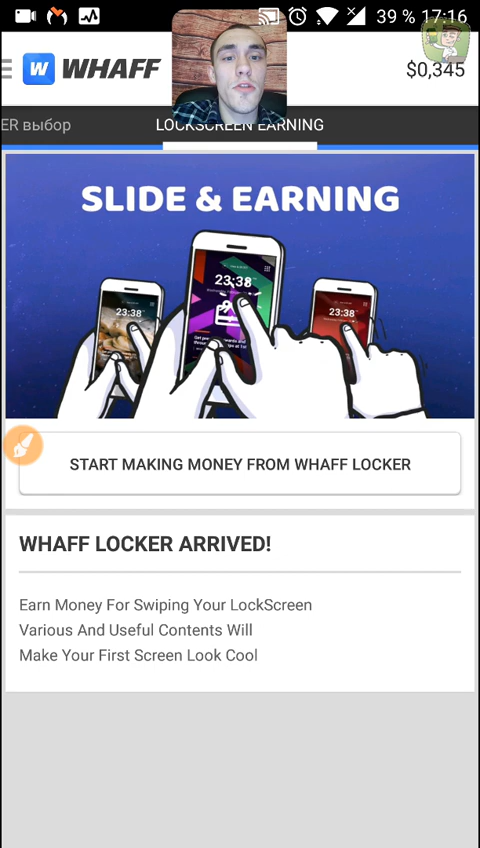 39 % 17:16
W WHAFF
$0,345
ER выбор
LOCKSCREEN EARNING
SLIDE & EARNING
23:38
23:38
23:38
START MAKING MONEY FROM WHAFF LOCKER
WHAFF LOCKER ARRIVED!
Earn Money For Swiping Your LockScreen
Various And Useful Contents Will
Make Your First Screen Look Cool